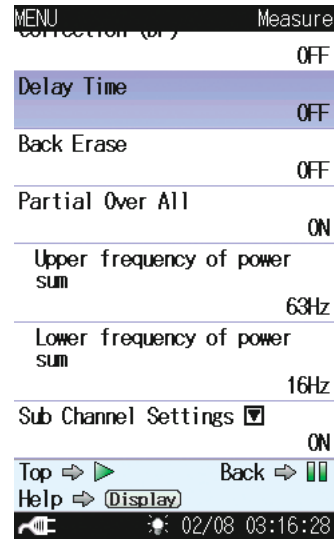 MENU Measure
Correction (DF)
OFF
Delay Time
OFF
Back Erase
OFF
Partial Over All
ON
Upper frequency of power
sum
63Hz
Lower frequency of power
sum
16Hz
Sub Channel Settings ▼
ON
Top ⇨ ▷ Back ⇨
Help ⇨ (Display)
02/08 03:16:28